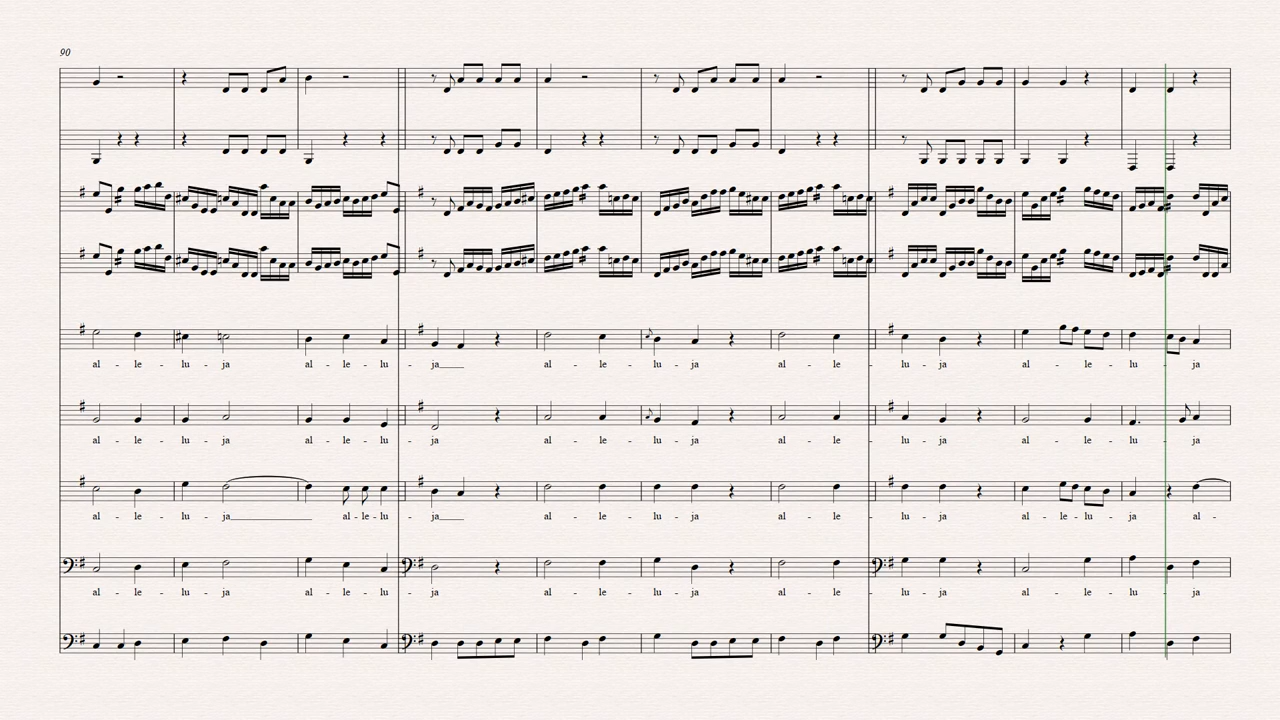 90
al - le - lu - ja al - le - lu - ja____ al - le - lu - ja al - le - lu - ja al - le - lu - ja
al - le - lu - ja al - le - lu - ja al - le - lu - ja al - le - lu - ja al - le - lu - ja
al - le - lu - ja____________ al - le - lu - ja____ al - le - lu - ja al - le - lu - ja al - le - lu - ja al -
al - le - lu - ja al - le - lu - ja al - le - lu - ja al - le - lu - ja al - le - lu - ja